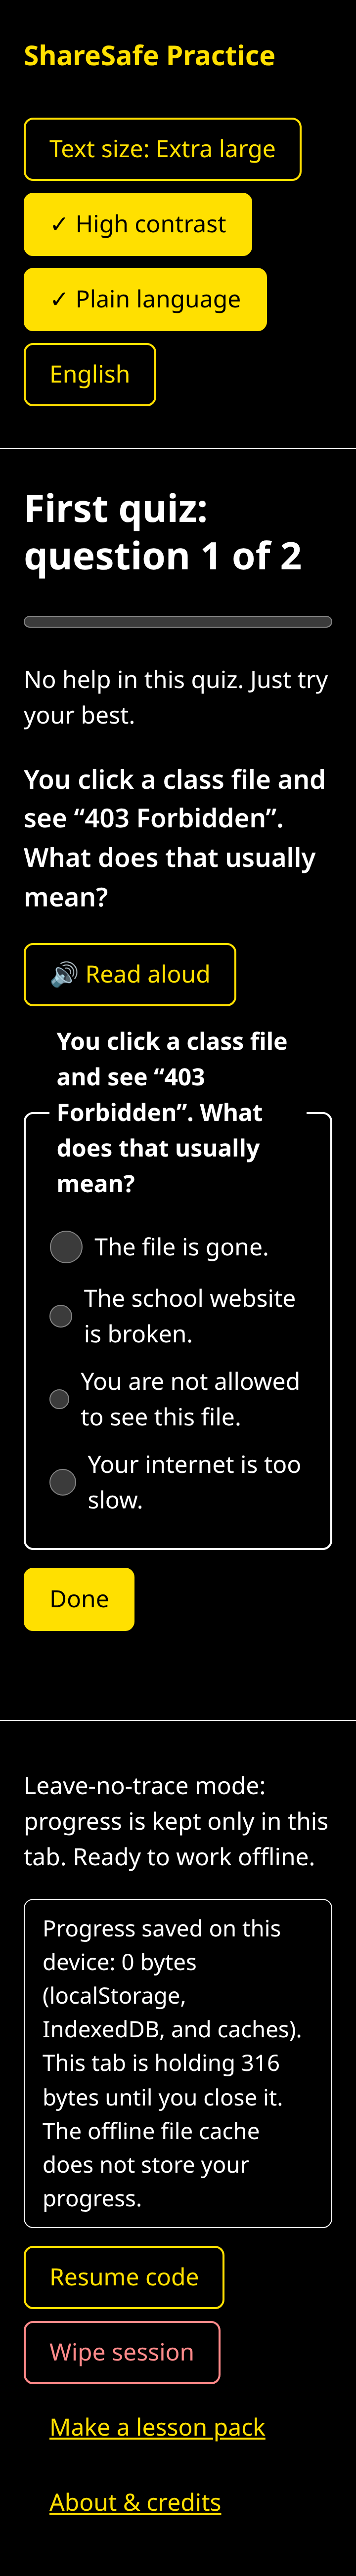 ShareSafe Practice
Text size: Extra large
✓ High contrast
✓ Plain language
English
First quiz:
question 1 of 2
No help in this quiz. Just try
your best.
You click a class file and
see “403 Forbidden”.
What does that usually
mean?
🔊 Read aloud
You click a class file
and see “403
Forbidden”. What
does that usually
mean?
The file is gone.
The school website
is broken.
You are not allowed
to see this file.
Your internet is too
slow.
Done
Leave-no-trace mode:
progress is kept only in this
tab. Ready to work offline.
Progress saved on this
device: 0 bytes
(localStorage,
IndexedDB, and caches).
This tab is holding 316
bytes until you close it.
The offline file cache
does not store your
progress.
Resume code
Wipe session
Make a lesson pack
About & credits